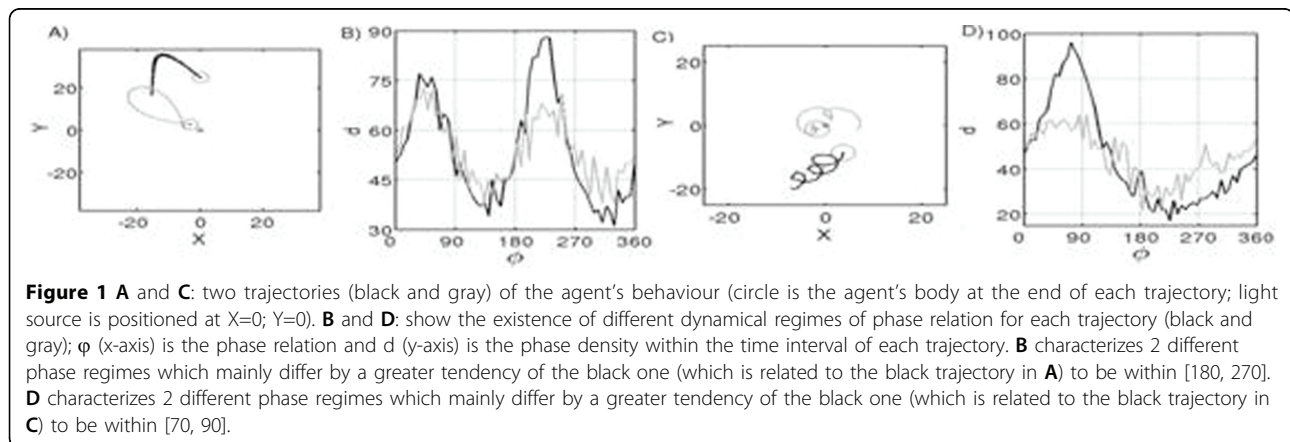 A)
20
0
-20
Y
-20
0
20
X
B)
90
75
60
45
30
d
0
90
180
270
360
φ
C)
20
0
-20
Y
-20
0
20
X
D)
100
80
60
40
20
d
0
90
180
270
360
φ
Figure 1 A and C: two trajectories (black and gray) of the agent's behaviour (circle is the agent's body at the end of each trajectory; light
source is positioned at X=0; Y=0). B and D: show the existence of different dynamical regimes of phase relation for each trajectory (black and
gray); φ (x-axis) is the phase relation and d (y-axis) is the phase density within the time interval of each trajectory. B characterizes 2 different
phase regimes which mainly differ by a greater tendency of the black one (which is related to the black trajectory in A) to be within [180, 270].
D characterizes 2 different phase regimes which mainly differ by a greater tendency of the black one (which is related to the black trajectory in
C) to be within [70, 90].